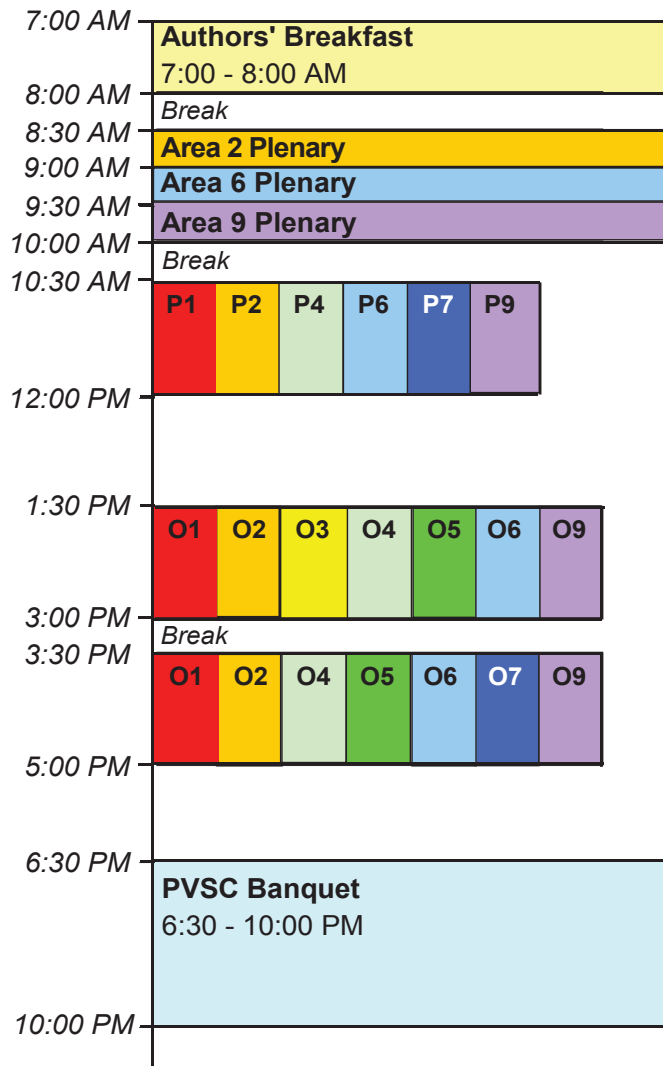 7:00 AM
Authors' Breakfast
7:00 - 8:00 AM
8:00 AM
Break
8:30 AM
Area 2 Plenary
9:00 AM
Area 6 Plenary
9:30 AM
Area 9 Plenary
10:00 AM
Break
10:30 AM
P1 P2 P4 P6 P7 P9
12:00 PM
1:30 PM
O1 O2 O3 O4 O5 O6 O9
3:00 PM
Break
3:30 PM
O1 O2 O4 O5 O6 O7 O9
5:00 PM
6:30 PM
PVSC Banquet
6:30 - 10:00 PM
10:00 PM